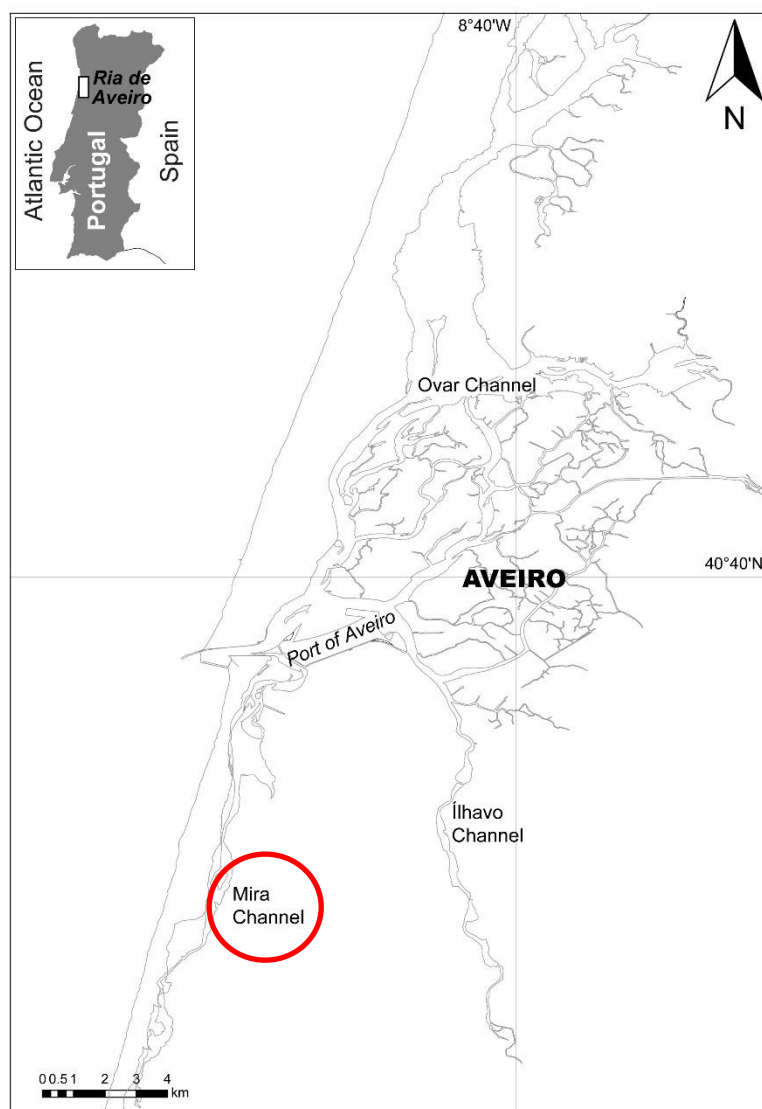 8°40'W
Ria de
Aveiro
Atlantic Ocean
Portugal
Spain
N
Ovar Channel
AVEIRO
40°40'N
Port of Aveiro
Ílhavo
Channel
Mira
Channel
0 0.5 1 2 3 4
km